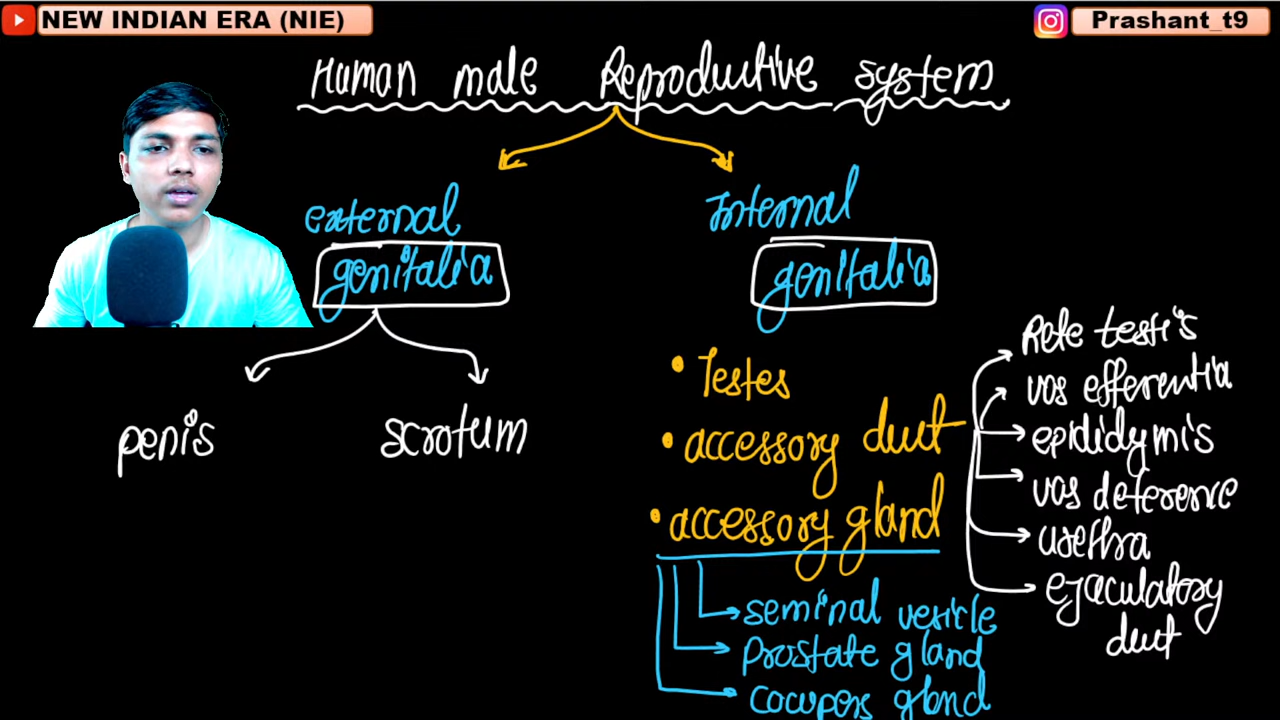 NEW INDIAN ERA (NIE)
Prashant_t9
Human male Reproductive system
external
genitalia
Internal
genitalia
penis
scrotum
• Testes
• accessory duct
• accessory gland
Rete testis
vas efferentia
epididymis
vas deference
urethra
ejaculatory
duct
seminal vesicle
prostate gland
cowpers gland